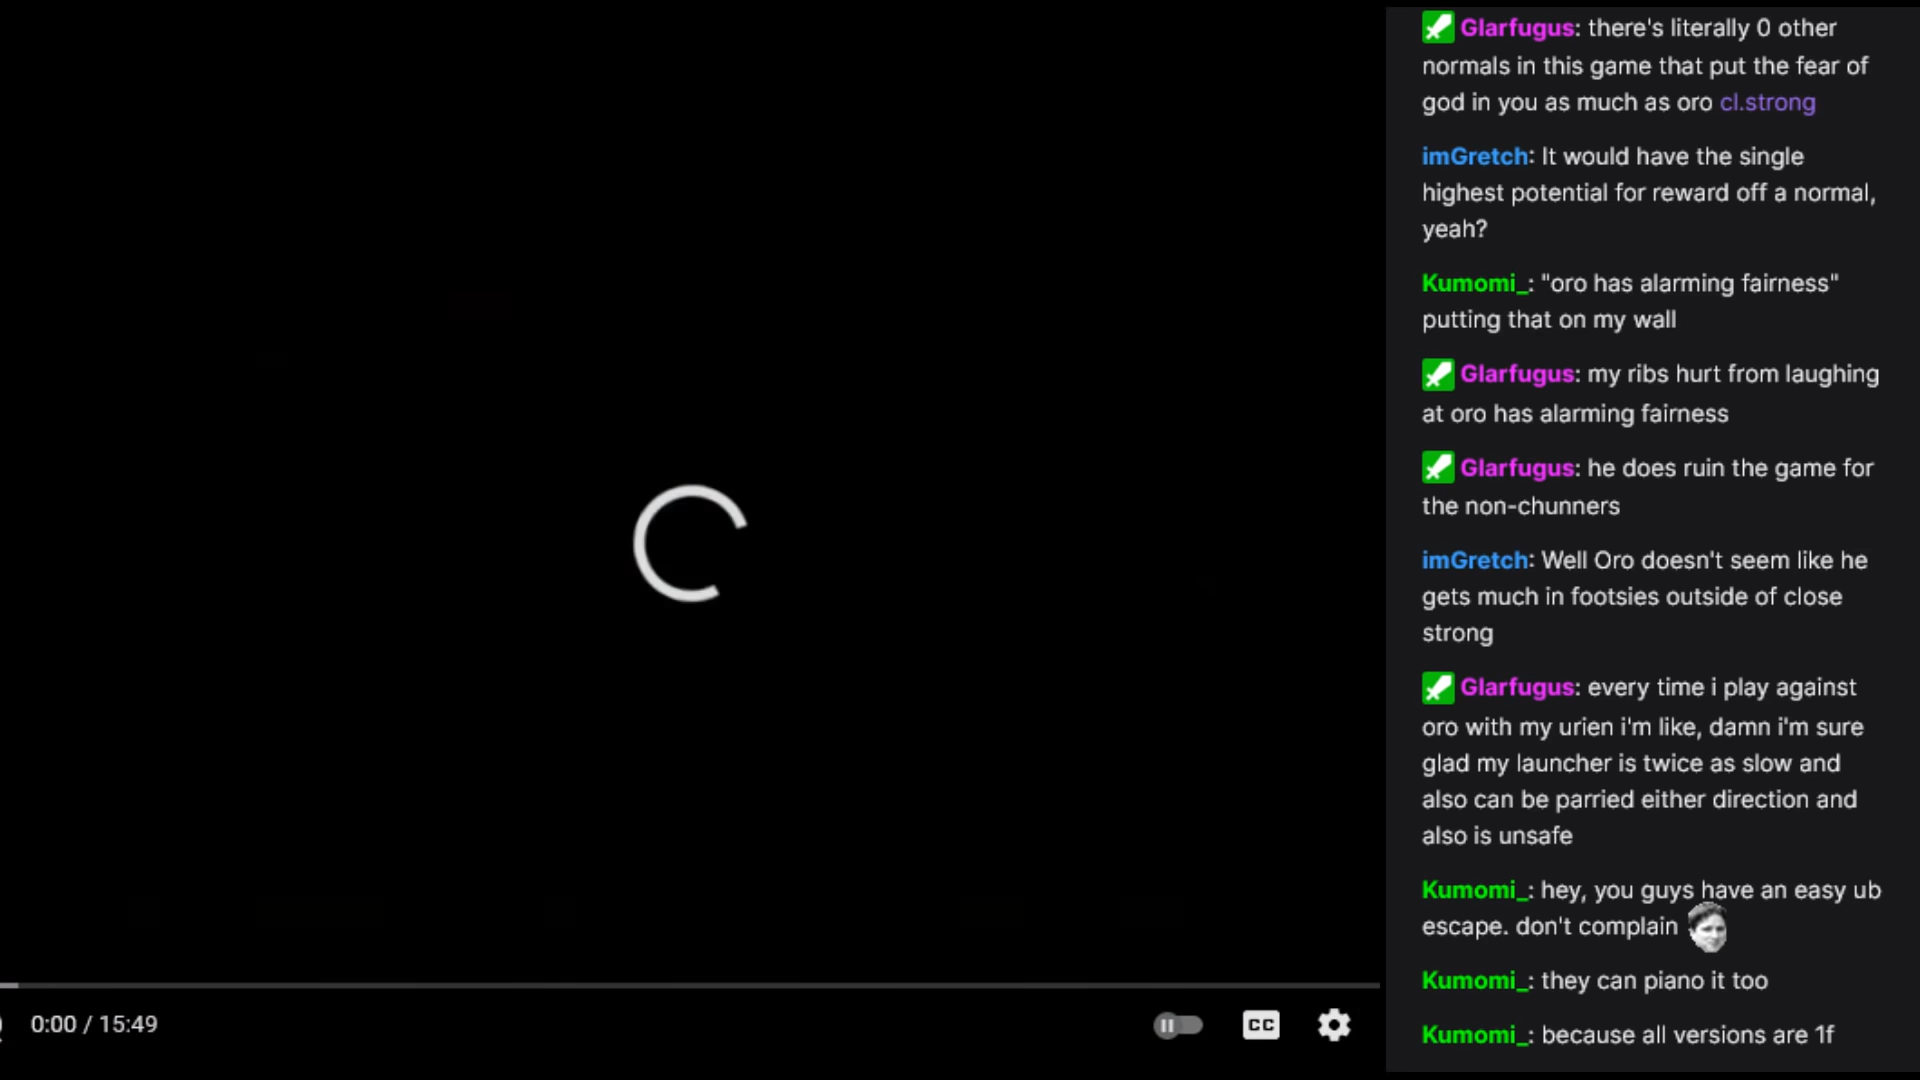 Glarfugus: there's literally 0 other
normals in this game that put the fear of
god in you as much as oro cl.strong
imGretch: It would have the single
highest potential for reward off a normal,
yeah?
Kumomi_: "oro has alarming fairness"
putting that on my wall
Glarfugus: my ribs hurt from laughing
at oro has alarming fairness
Glarfugus: he does ruin the game for
the non-chunners
imGretch: Well Oro doesn't seem like he
gets much in footsies outside of close
strong
Glarfugus: every time i play against
oro with my urien i'm like, damn i'm sure
glad my launcher is twice as slow and
also can be parried either direction and
also is unsafe
Kumomi_: hey, you guys have an easy ub
escape. don't complain
Kumomi_: they can piano it too
Kumomi_: because all versions are 1f
0:00 / 15:49
CC